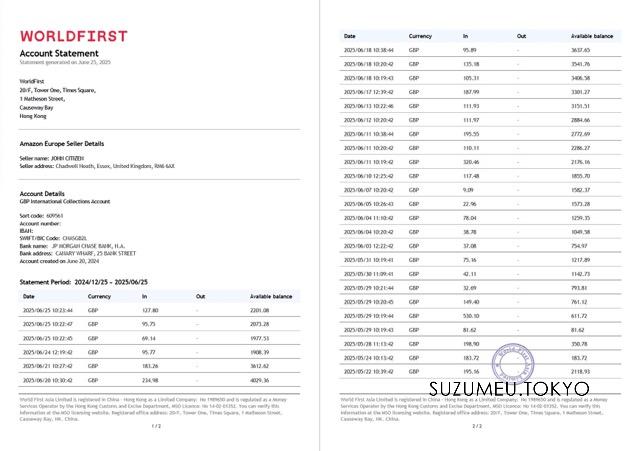 WORLDFIRST
Account Statement
Statement generated on June 25, 2025
WorldFirst
20/F, Tower One, Times Square,
1 Matheson Street,
Causeway Bay
Hong Kong
Amazon Europe Seller Details
Seller name: JOHN CITIZEN
Seller address: Chadwell Heath, Essex, United Kingdom, RM6 6AX
Account Details
GBP International Collections Account
Sort code: 609561
Account number:
IBAN:
SWIFT/BIC Code: CHASGB2L
Bank name: JP MORGAN CHASE BANK, N.A.
Bank address: CANARY WHARF, 25 BANK STREET
Account created on June 20, 2024
Statement Period: 2024/12/25 ~ 2025/06/25
Date Currency In Out Available balance
2025/06/25 10:23:44 GBP 127.80 - 2201.08
2025/06/25 10:22:47 GBP 95.75 - 2073.28
2025/06/25 10:22:45 GBP 69.14 - 1977.53
2025/06/24 12:19:42 GBP 95.77 - 1908.39
2025/06/21 10:27:42 GBP 183.26 - 3612.62
2025/06/20 10:30:42 GBP 234.98 - 4029.36
World First Asia Limited is registered in Hong Kong as a Limited Company: No 1989650 and is regulated as a Money
Services Operator by the Hong Kong Customs and Excise Department, MSO Licence: No 14-02-01352. You can verify this
information at the MSO licensing website. Registered office address: 20/F, Tower One, Times Square, 1 Matheson Street,
Causeway Bay, HK, China.
1 / 2
Date Currency In Out Available balance
2025/06/18 10:38:44 GBP 95.89 - 3637.65
2025/06/18 10:20:42 GBP 135.18 - 3541.76
2025/06/18 10:19:43 GBP 105.31 - 3406.58
2025/06/17 12:39:42 GBP 187.99 - 3301.27
2025/06/13 10:22:46 GBP 111.93 - 3151.51
2025/06/12 10:20:42 GBP 111.97 - 2884.66
2025/06/11 10:38:44 GBP 195.55 - 2772.69
2025/06/11 10:20:42 GBP 110.11 - 2286.27
2025/06/11 10:19:42 GBP 320.46 - 2176.16
2025/06/10 12:25:42 GBP 117.48 - 1855.70
2025/06/07 10:20:42 GBP 9.09 - 1582.37
2025/06/05 10:26:43 GBP 22.96 - 1573.28
2025/06/04 11:10:42 GBP 78.04 - 1259.35
2025/06/04 10:20:42 GBP 38.78 - 1049.58
2025/06/03 12:22:42 GBP 37.08 - 754.97
2025/05/31 10:19:41 GBP 75.16 - 1217.89
2025/05/30 11:09:41 GBP 42.11 - 1142.73
2025/05/29 10:21:44 GBP 32.69 - 793.81
2025/05/29 10:20:45 GBP 149.40 - 761.12
2025/05/29 10:19:44 GBP 530.10 - 611.72
2025/05/29 10:19:43 GBP 81.62 - 81.62
2025/05/28 11:13:42 GBP 198.90 350.78
2025/05/24 10:13:42 GBP 183.72 183.72
2025/05/22 10:39:42 GBP 195.16 2118.93
SUZUMEU.TOKYO
World First Asia Limited is registered in Hong Kong as a Limited Company: No 1989650 and is regulated as a Money
Services Operator by the Hong Kong Customs and Excise Department, MSO Licence: No 14-02-01352. You can verify this
information at the MSO licensing website. Registered office address: 20/F, Tower One, Times Square, 1 Matheson Street,
Causeway Bay, HK, China.
2 / 2